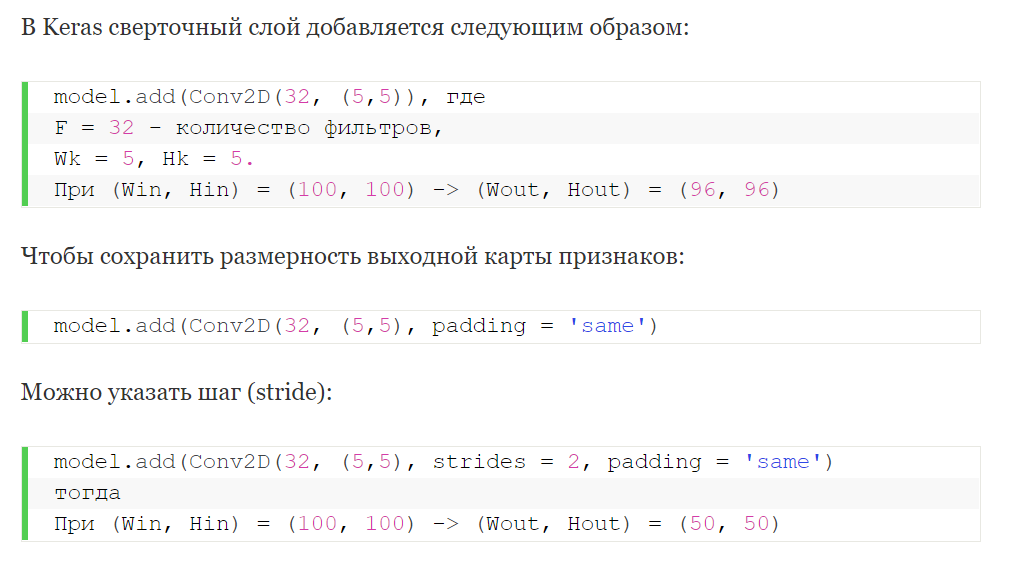 В Keras сверточный слой добавляется следующим образом:
model.add(Conv2D(32, (5,5)), где
F = 32 - количество фильтров,
Wk = 5, Hk = 5.
При (Win, Hin) = (100, 100) -> (Wout, Hout) = (96, 96)
Чтобы сохранить размерность выходной карты признаков:
model.add(Conv2D(32, (5,5), padding = 'same')
Можно указать шаг (stride):
model.add(Conv2D(32, (5,5), strides = 2, padding = 'same')
тогда
При (Win, Hin) = (100, 100) -> (Wout, Hout) = (50, 50)